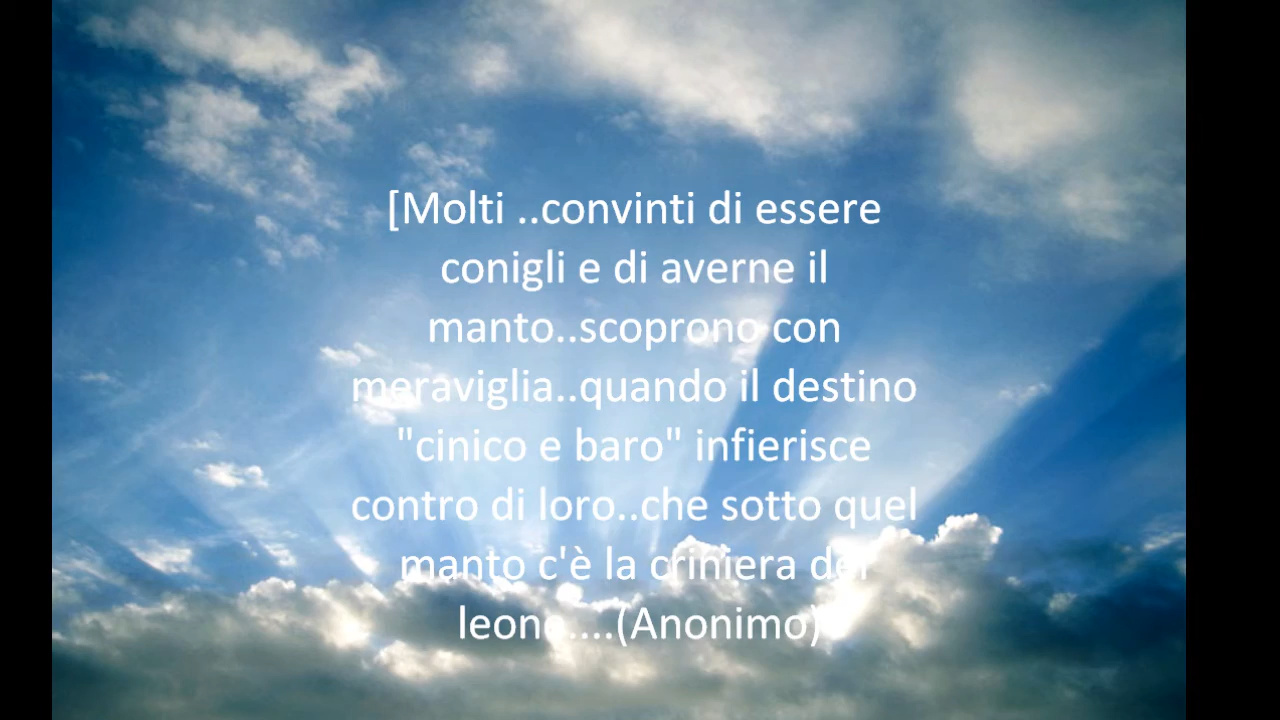 [Molti ..convinti di essere
conigli e di averne il
manto..scoprono con
meraviglia..quando il destino
"cinico e baro" infierisce
contro di loro..che sotto quel
manto c'è la criniera del
leone....(Anonimo)